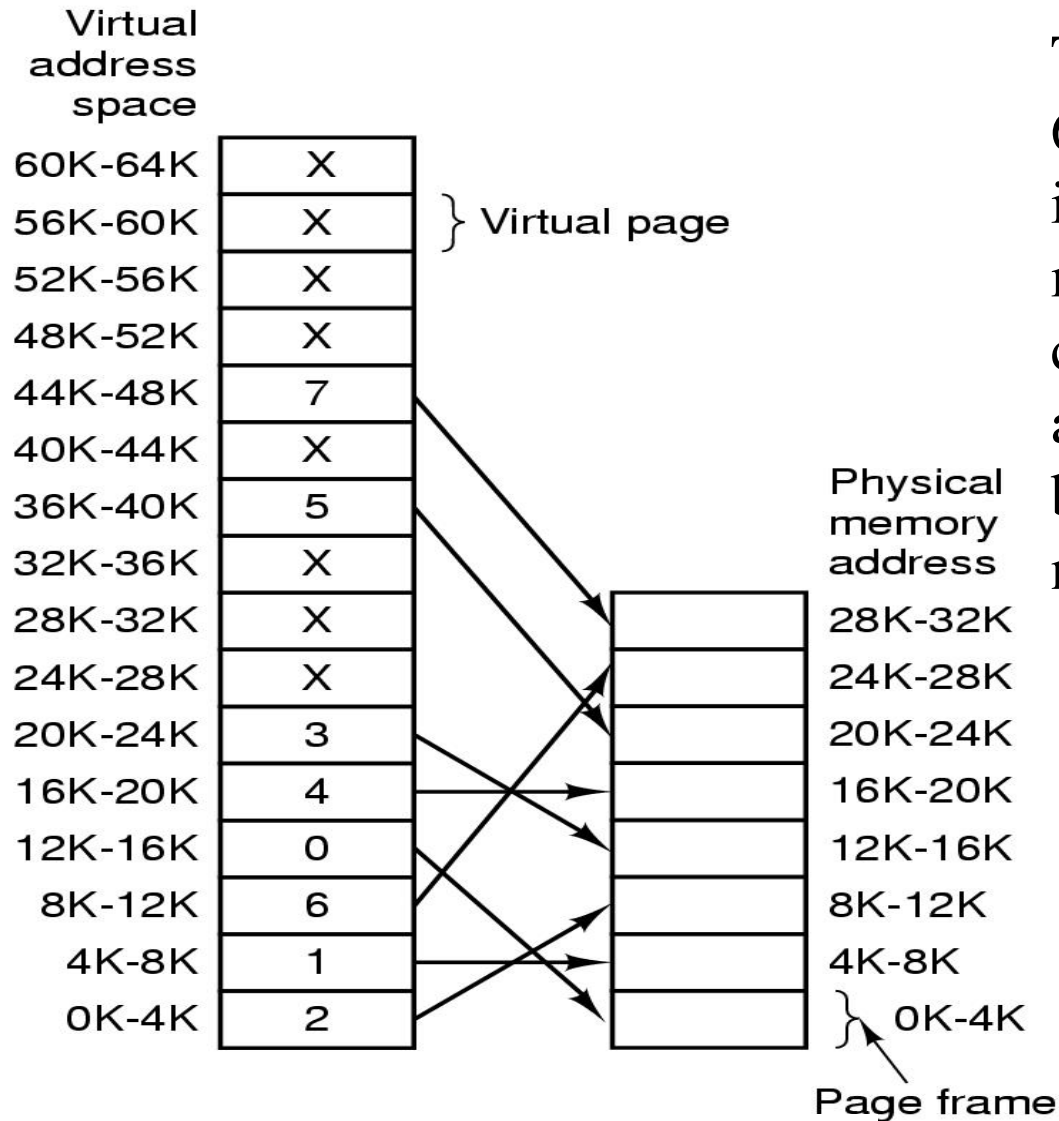 Virtual
address
space
60K-64K X
56K-60K X Virtual page
52K-56K X
48K-52K X
44K-48K 7
40K-44K X
36K-40K 5
32K-36K X
28K-32K X
24K-28K X
20K-24K 3
16K-20K 4
12K-16K 0
8K-12K 6
4K-8K 1
0K-4K 2
Physical
memory
address
28K-32K
24K-28K
20K-24K
16K-20K
12K-16K
8K-12K
4K-8K
0K-4K
Page frame